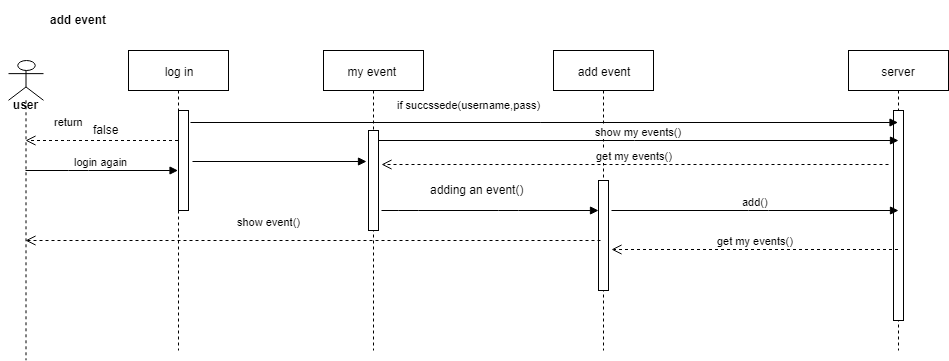 add event
log in
my event
add event
server
user
if succssede(username,pass)
return
false
show my events()
get my events()
login again
adding an event()
add()
show event()
get my events()